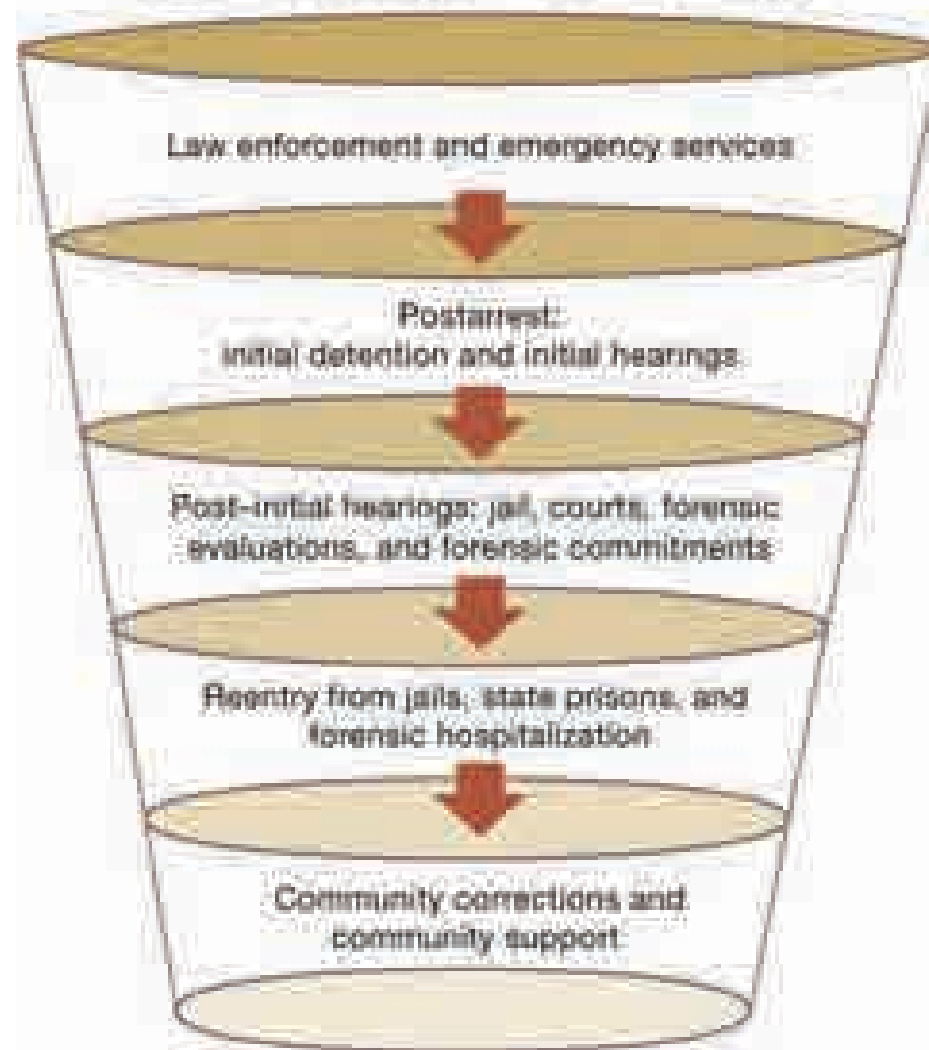 Law enforcement and emergency services
Postarrest:
Initial detention and initial hearings
Post–initial hearings: jail, courts, forensic
evaluations, and forensic commitments
Reentry from jails, state prisons, and
forensic hospitalization
Community corrections and
community support